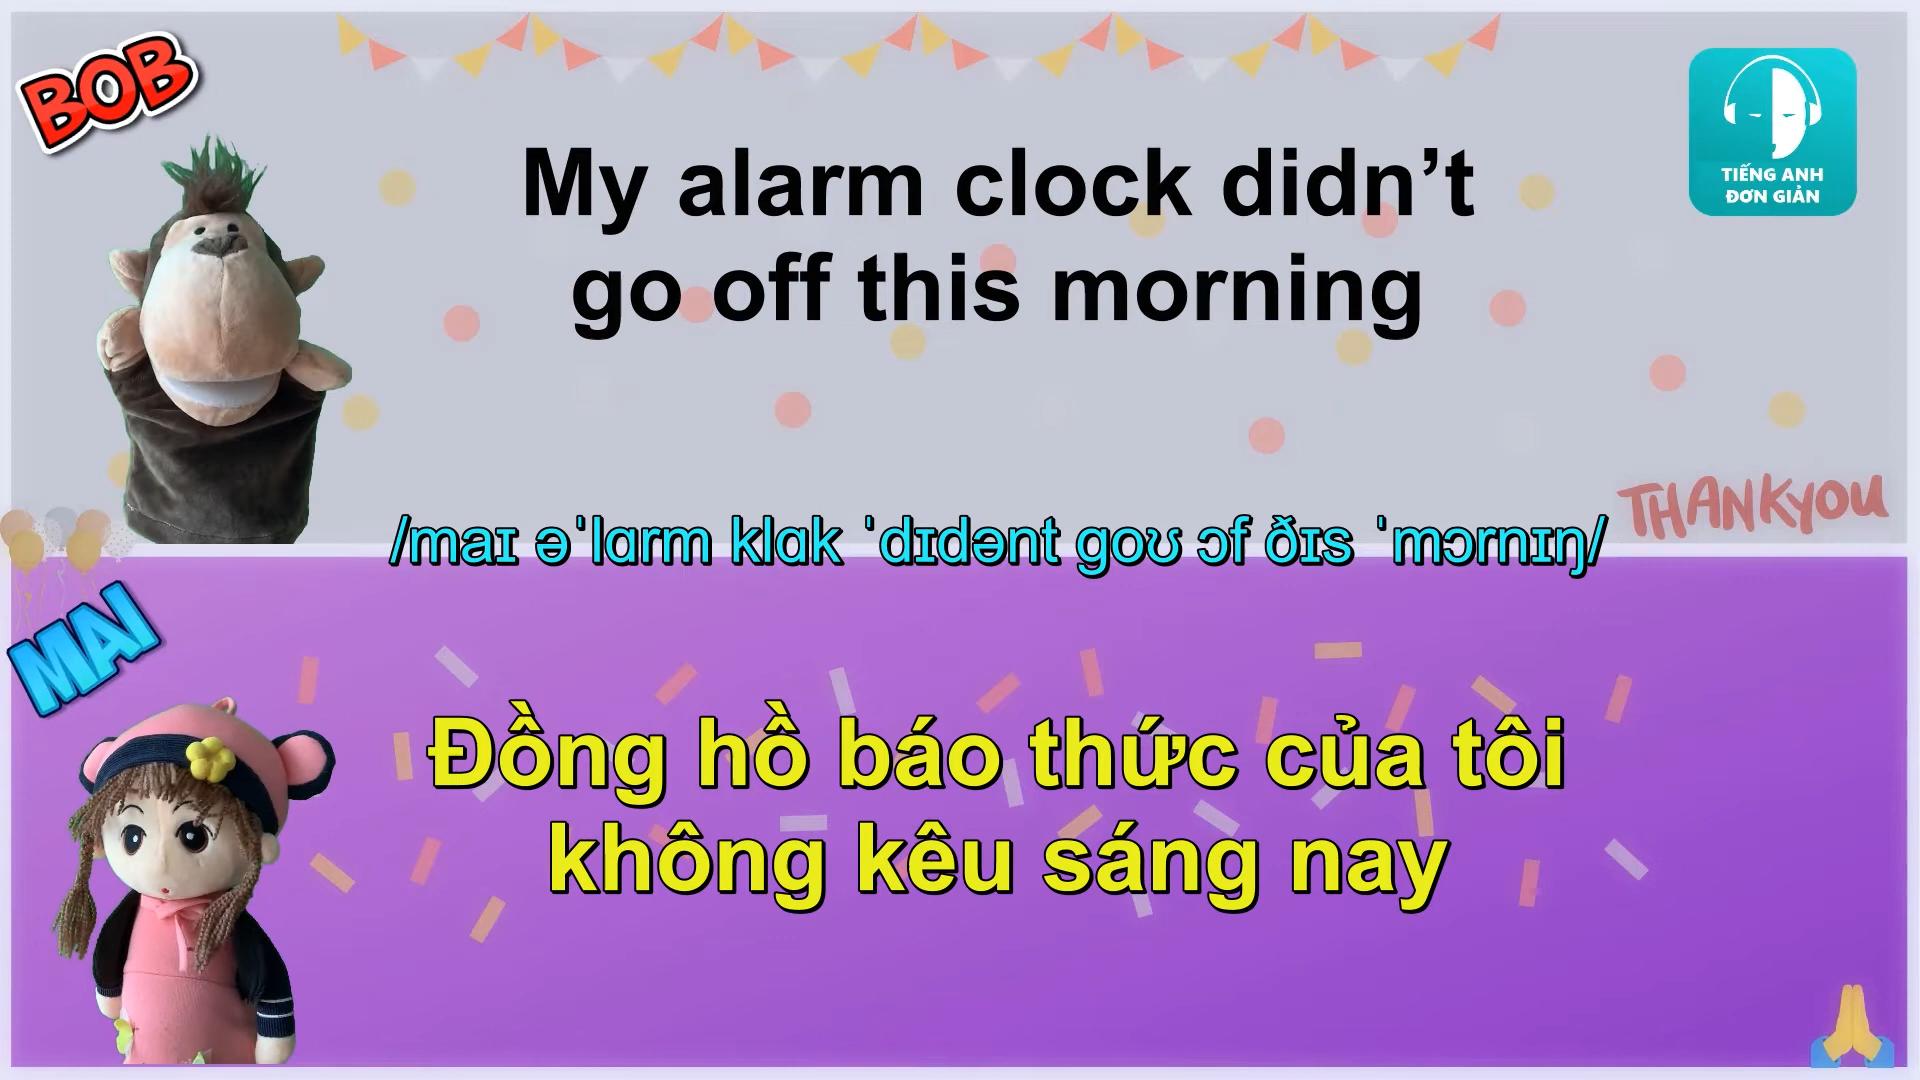 BOB
TIẾNG ANH
ĐƠN GIẢN
My alarm clock didn’t
go off this morning
THANKYOU
/maɪ əˈlɑrm klɑk ˈdɪdənt goʊ ɔf ðɪs ˈmɔrnɪŋ/
MAI
Đồng hồ báo thức của tôi
không kêu sáng nay